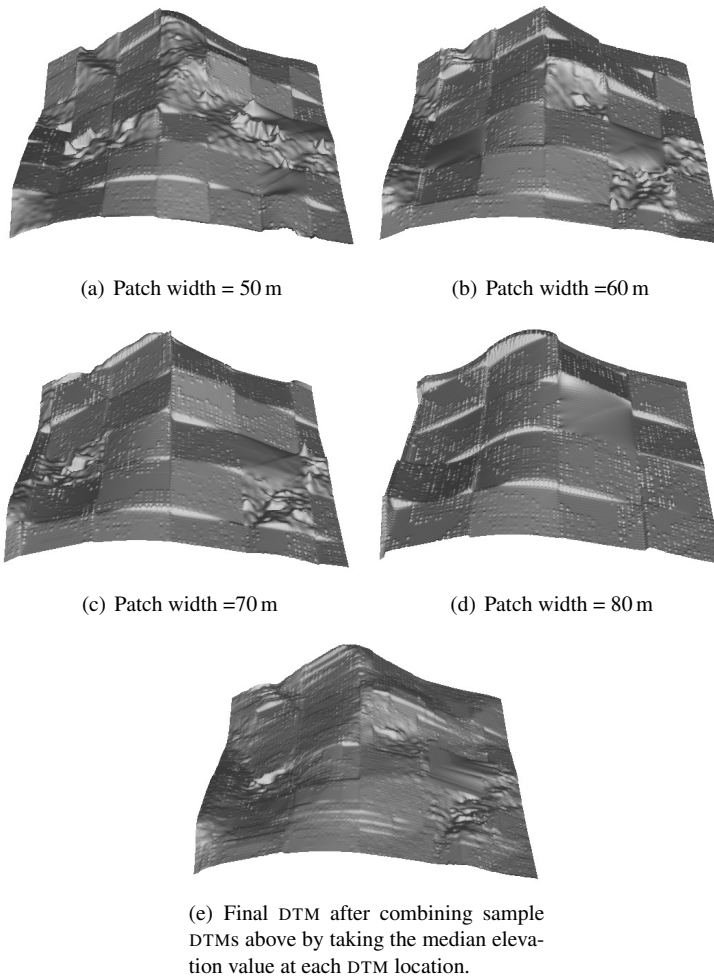 (a) Patch width = 50 m
(b) Patch width =60 m
(c) Patch width =70 m
(d) Patch width = 80 m
(e) Final DTM after combining sample
DTMs above by taking the median eleva-
tion value at each DTM location.